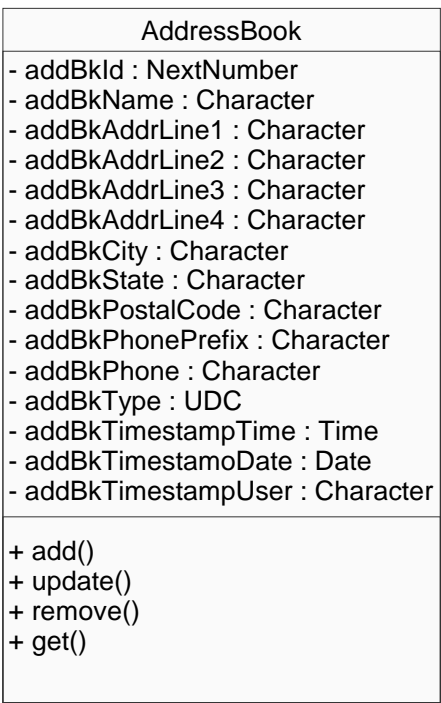 AddressBook
- addBkId : NextNumber
- addBkName : Character
- addBkAddrLine1 : Character
- addBkAddrLine2 : Character
- addBkAddrLine3 : Character
- addBkAddrLine4 : Character
- addBkCity : Character
- addBkState : Character
- addBkPostalCode : Character
- addBkPhonePrefix : Character
- addBkPhone : Character
- addBkType : UDC
- addBkTimestampTime : Time
- addBkTimestamoDate : Date
- addBkTimestampUser : Character
+ add()
+ update()
+ remove()
+ get()